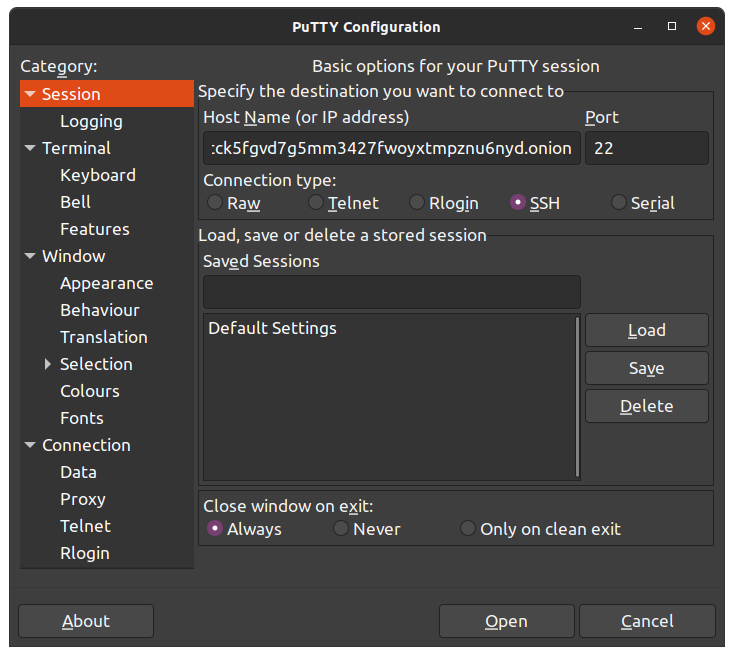 PuTTY Configuration
Category:
Session
Logging
Terminal
Keyboard
Bell
Features
Window
Appearance
Behaviour
Translation
Selection
Colours
Fonts
Connection
Data
Proxy
Telnet
Rlogin
Basic options for your PuTTY session
Specify the destination you want to connect to
Host Name (or IP address) Port
:ck5fgvd7g5mm3427fwoyxtmpznu6nyd.onion 22
Connection type:
Raw Telnet Rlogin SSH Serial
Load, save or delete a stored session
Saved Sessions
Default Settings
Load
Save
Delete
Close window on exit:
Always Never Only on clean exit
About Open Cancel